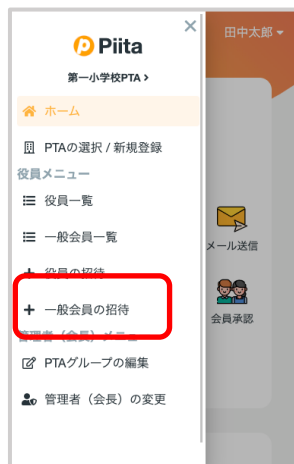 田中太郎
Piita
第一小学校PTA
ホーム
PTAの選択 / 新規登録
役員メニュー
役員一覧
一般会員一覧
メール送信
役員の招待
一般会員の招待
会員承認
管理者（会長）メニュー
PTAグループの編集
管理者（会長）の変更